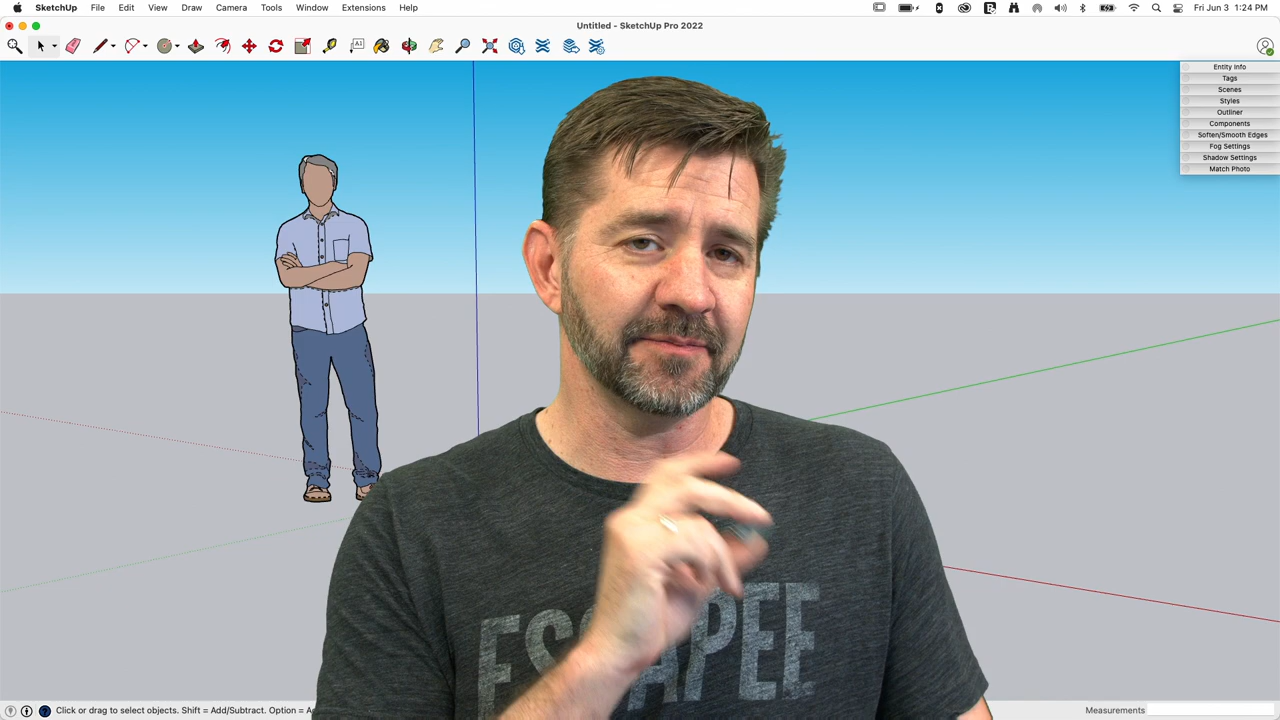 SketchUp File Edit View Draw Camera Tools Window Extensions Help Fri Jun 3 1:24 PM
Untitled - SketchUp Pro 2022
A1
Entity Info
Tags
Scenes
Styles
Outliner
Components
Soften/Smooth Edges
Fog Settings
Shadow Settings
Match Photo
ESCAPEE
Click or drag to select objects. Shift = Add/Subtract. Option = A
Measurements